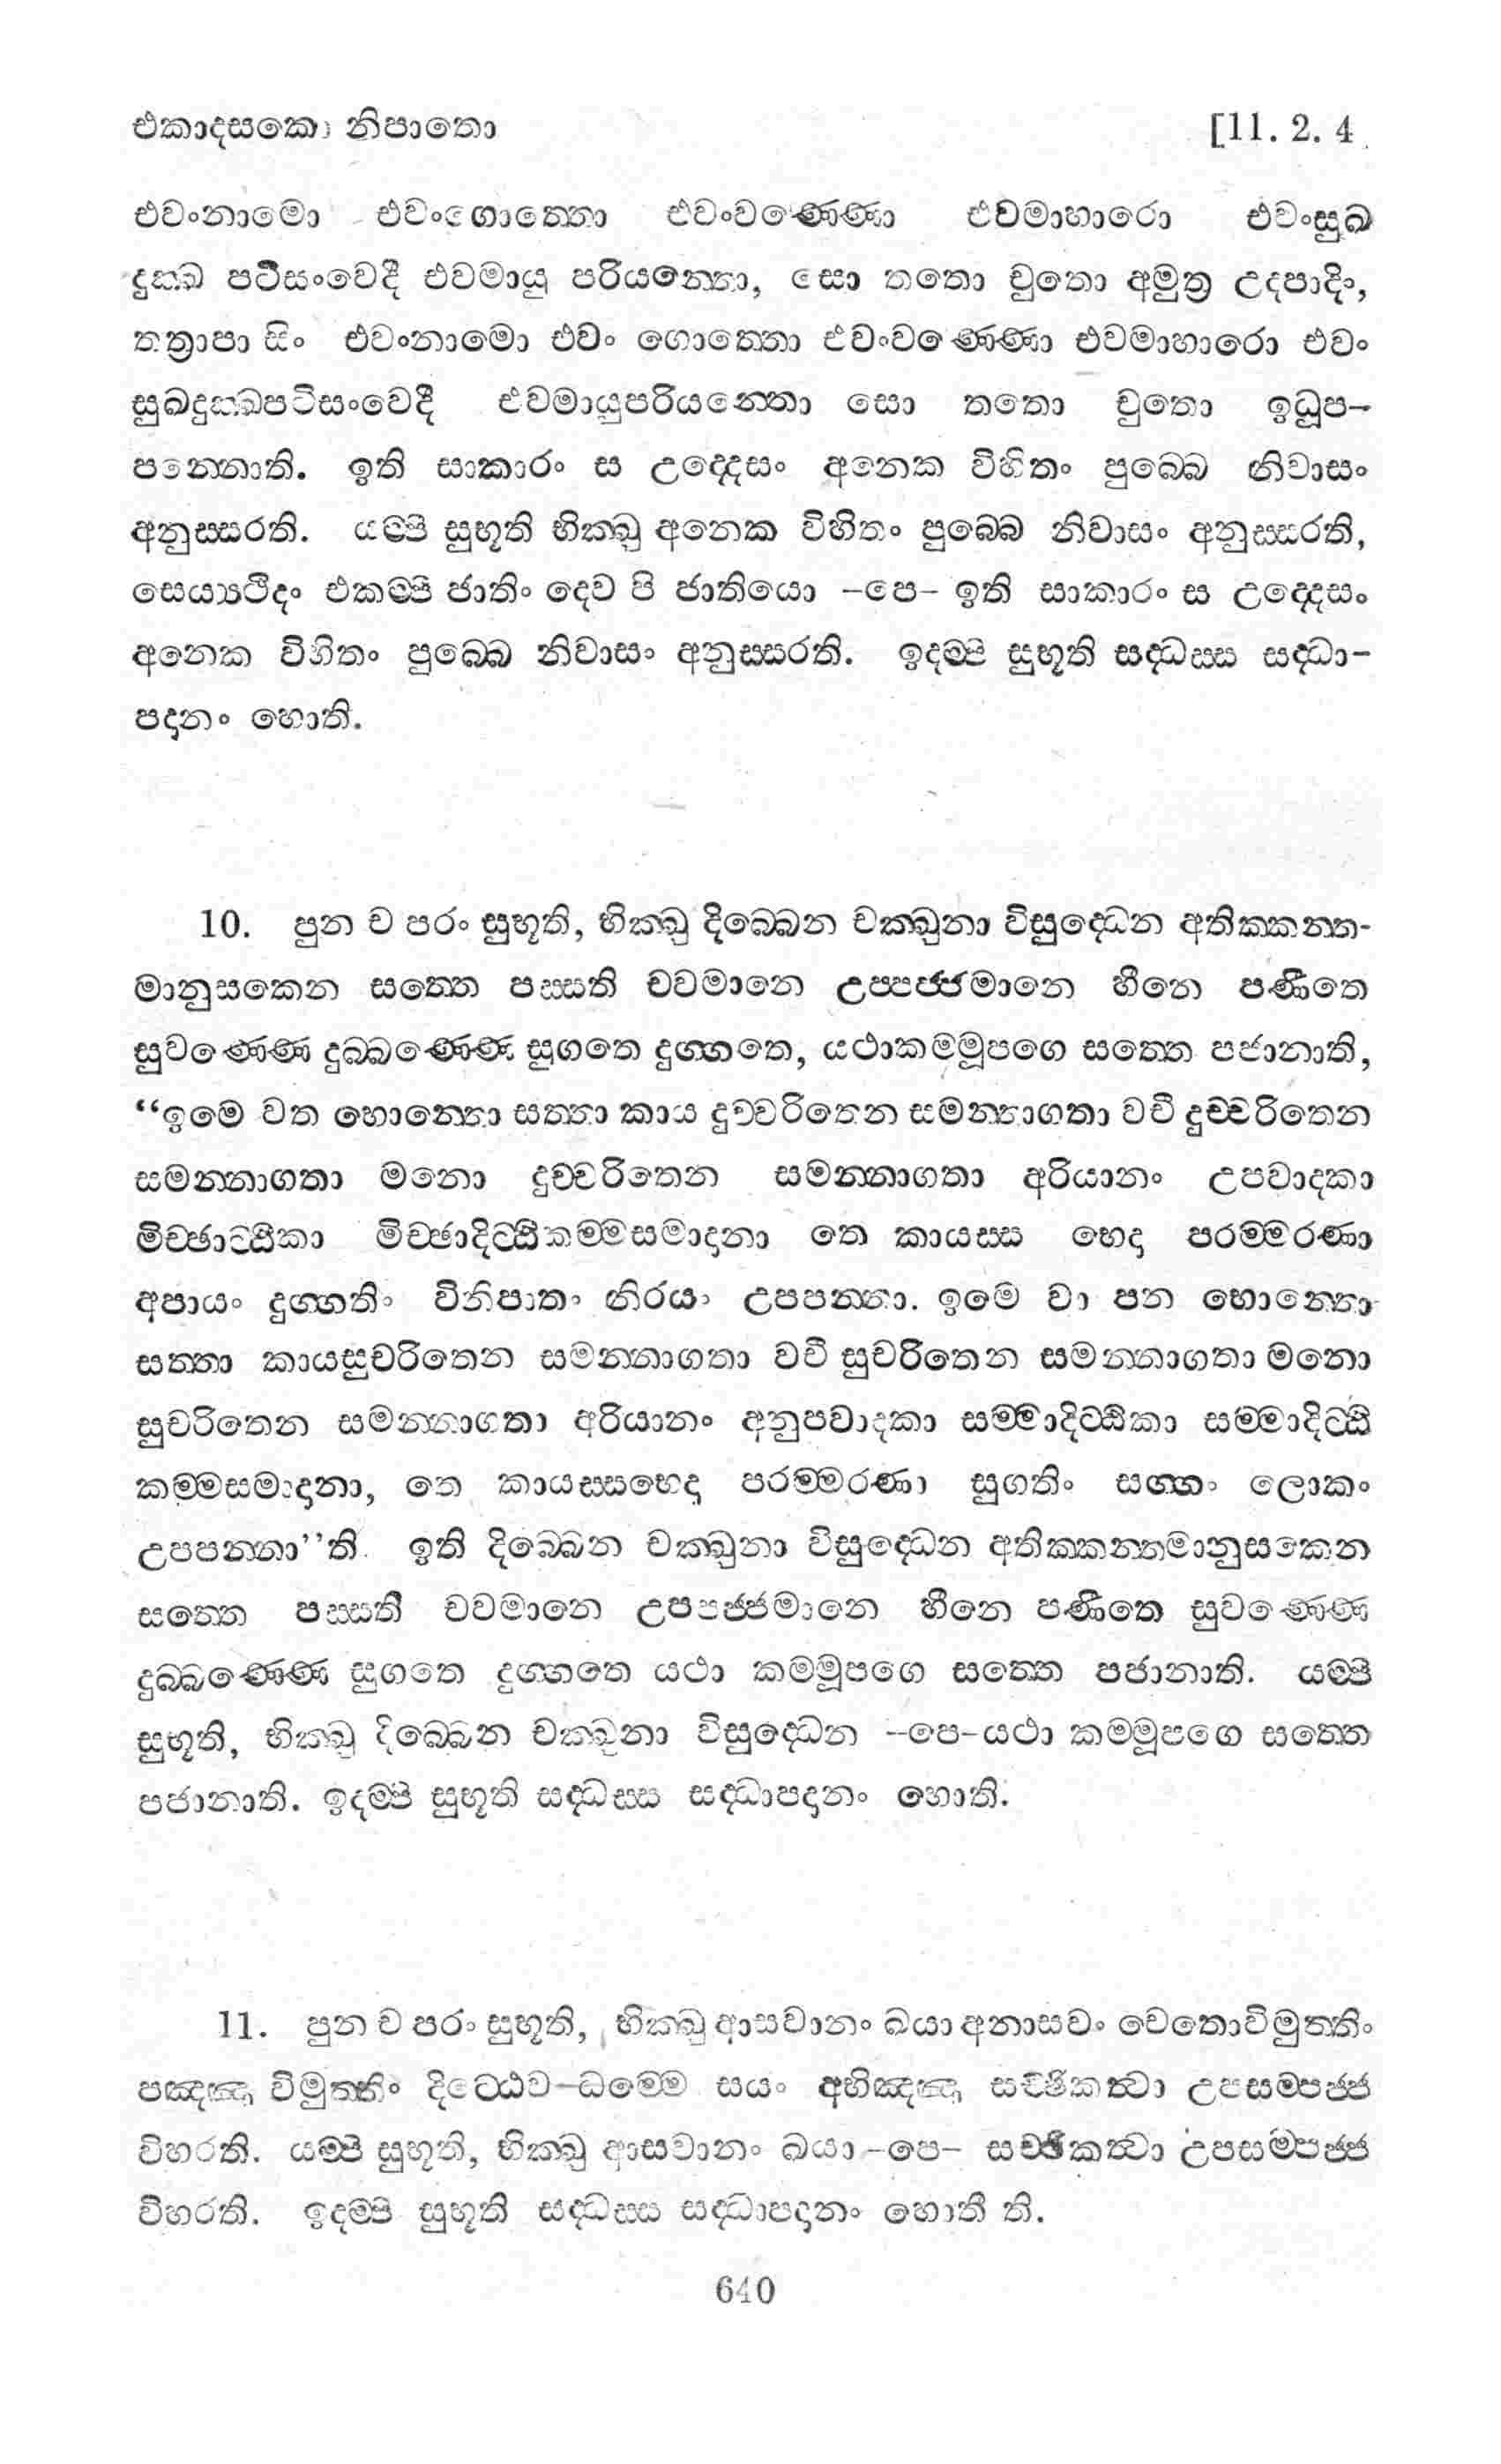 එකාදසකො නිපාතො [11. 2. 4
එවංනාමො එවංගොත්තො එවංවණ්ණො එවමාහාරො එවංසුඛ
දුක්ඛ පටිසංවේදී එවමායු පරියන්තො, සො තතො චුතො අමුත්‍ර උදපාදිං,
තත්‍රාපා සිං එවංනාමො එවං ගොත්තො එවංවණ්ණො එවමාහාරො එවං
සුඛදුක්ඛපටිසංවෙදී එවමායුපරියන්තො සො තතො චුතො ඉධූප-
පන්නොති. ඉති සාකාරං ස උද්දෙසං අනෙක විහිතං පුබ්බෙ නිවාසං
අනුස්සරති. යම්පි සුභූති භික්ඛු අනෙක විහිතං පුබ්බෙ නිවාසං අනුස්සරති,
සෙය්‍යථිදං එකම්පි ජාතිං ද්වෙ පි ජාතියො -පෙ- ඉති සාකාරං ස උද්දෙසං
අනෙක විහිතං පුබ්බෙ නිවාසං අනුස්සරති. ඉදම්පි සුභූති සද්ධස්ස සද්ධා-
පදානං හොති.
10. පුන ච පරං සුභූති, භික්ඛු දිබ්බෙන චක්ඛුනා විසුද්ධෙන අතික්කන්ත-
මානුසකෙන සත්තෙ පස්සති චවමානෙ උප්පජ්ජමානෙ හීනෙ පණීතෙ
සුවණ්ණෙ දුබ්බණ්ණෙ සුගතෙ දුග්ගතෙ, යථාකම්මූපගෙ සත්තෙ පජානාති,
“ඉමෙ වත භොන්තො සත්තා කාය දුච්චරිතෙන සමන්නාගතා වචී දුච්චරිතෙන
සමන්නාගතා මනො දුච්චරිතෙන සමන්නාගතා අරියානං උපවාදකා
මිච්ඡාට්ඨිකා මිච්ඡාදිට්ඨිකම්මසමාදානා තෙ කායස්ස භෙදා පරම්මරණා
අපායං දුග්ගතිං විනිපාතං නිරයං උපපන්නා. ඉමෙ වා පන භොන්තො
සත්තා කායසුචරිතෙන සමන්නාගතා වචී සුචරිතෙන සමන්නාගතා මනො
සුචරිතෙන සමන්නාගතා අරියානං අනුපවාදකා සම්මාදිට්ඨිකා සම්මාදිට්ඨි
කම්මසමාදානා, තෙ කායස්සභෙදා පරම්මරණා සුගතිං සග්ගං ලොකං
උපපන්නා”ති. ඉති දිබ්බෙන චක්ඛුනා විසුද්ධෙන අතික්කන්තමානුසකෙන
සත්තෙ පස්සති චවමානෙ උපපජ්ජමානෙ හීනෙ පණීතෙ සුවණ්ණෙ
දුබ්බණ්ණෙ සුගතෙ දුග්ගතෙ යථා කම්මූපගෙ සත්තෙ පජානාති. යම්පි
සුභූති, භික්ඛු දිබ්බෙන චක්ඛුනා විසුද්ධෙන -පෙ-යථා කම්මූපගෙ සත්තෙ
පජානාති. ඉදම්පි සුභූති සද්ධස්ස සද්ධාපදානං හොති.
11. පුන ච පරං සුභූති, භික්ඛු ආසවානං ඛයා අනාසවං චෙතොවිමුත්තිං
පඤ්ඤා විමුත්තිං දිට්ඨෙව-ධම්මෙ සයං අභිඤ්ඤා සච්ඡිකත්වා උපසම්පජ්ජ
විහරති. යම්පි සුභූති, භික්ඛු ආසවානං ඛයා -පෙ- සච්ඡිකත්වා උපසම්පජ්ජ
විහරති. ඉදම්පි සුභූති සද්ධස්ස සද්ධාපදානං හොතී ති.
640